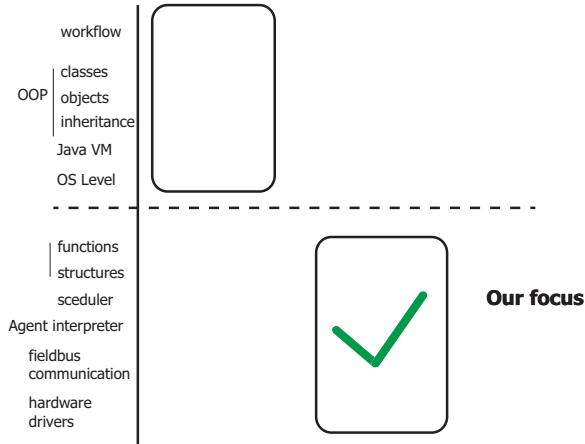 workflow
classes
OOP
objects
inheritance
Java VM
OS Level
functions
structures
sceduler
Our focus
Agent interpreter
fieldbus
communication
hardware
drivers